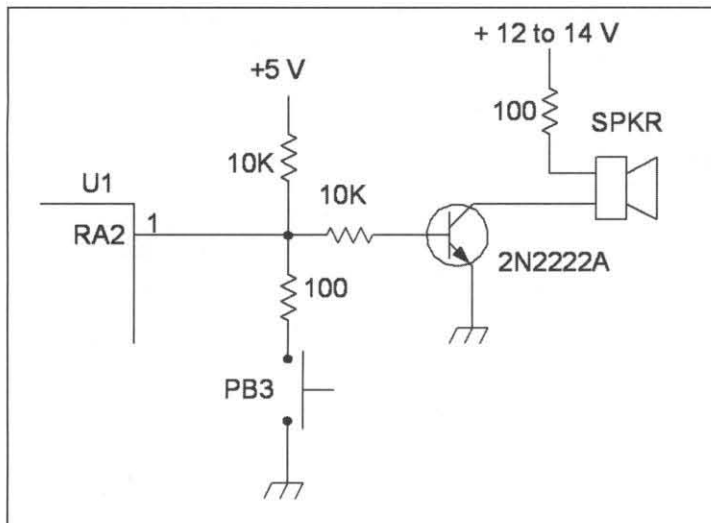 + 12 to 14 V
+5 V
100
SPKR
10K
U1
10K
1
RA2
2N2222A
100
PB3